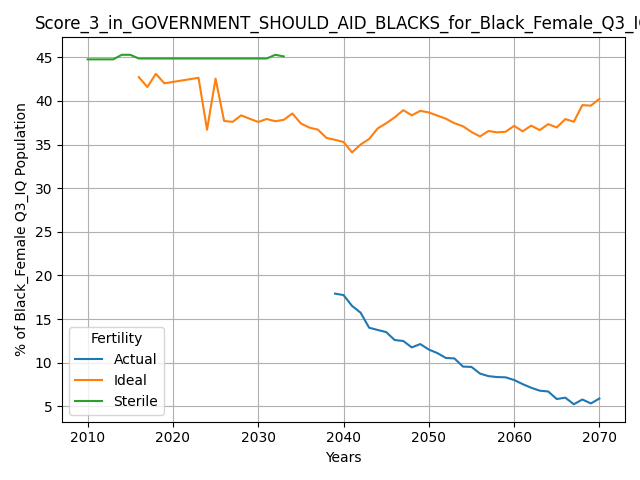 Score_3_in_GOVERNMENT_SHOULD_AID_BLACKS_for_Black_Female_Q3_IQ
% of Black_Female Q3_IQ Population
45
40
35
30
25
20
15
10
5
Fertility
Actual
Ideal
Sterile
2010 2020 2030 2040 2050 2060 2070
Years